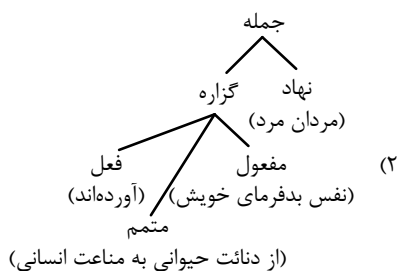 جمله
نهاد گزاره
(مردان مرد)
۲) مفعول فعل
(نفس بدفرمای خویش) (آورده‌اند)
متمم
(از دنائت حیوانی به مناعت انسانی)